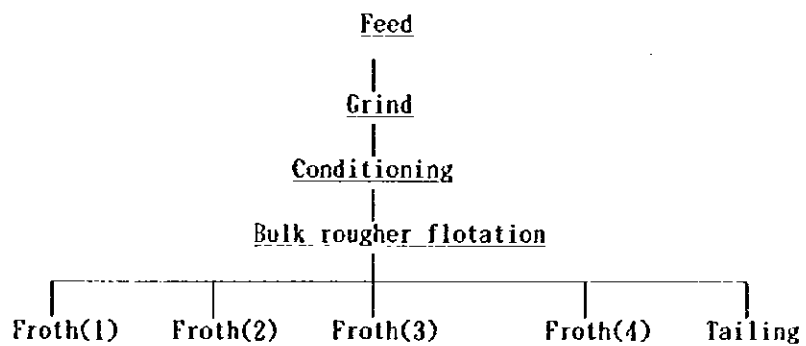 Feed
Grind
Conditioning
Bulk rougher flotation
Froth(1) Froth(2) Froth(3) Froth(4) Tailing